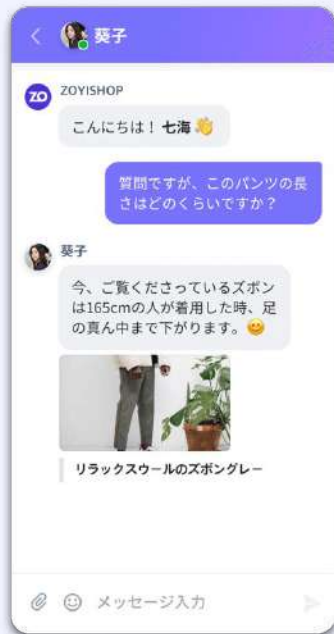 葵子
ZO
ZOYISHOP
こんにちは！ 七海 👋
質問ですが、このパンツの長
さはどのくらいですか？
葵子
今、ご覧くださっているズボン
は165cmの人が着用した時、足
の真ん中まで下がります。😊
リラックスウールのズボングレー
メッセージ入力